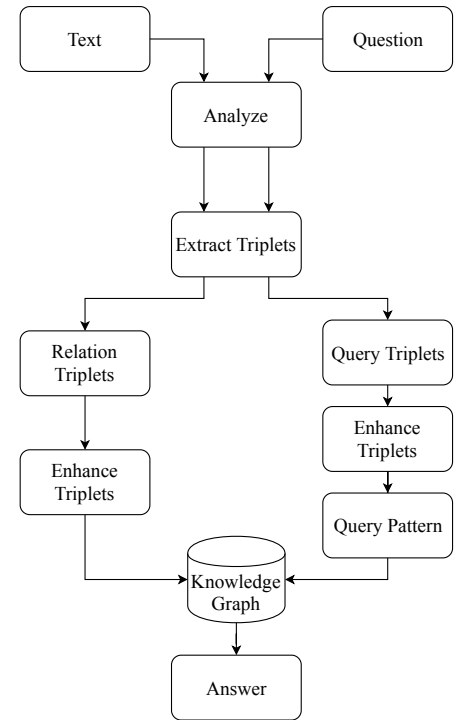 Text
Question
Analyze
Extract Triplets
Relation
Triplets
Query Triplets
Enhance
Triplets
Enhance
Triplets
Query Pattern
Knowledge
Graph
Answer